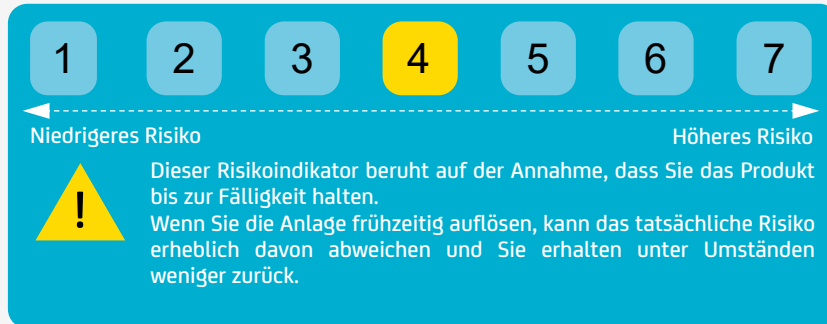 1 2 3 4 5 6 7
Niedrigeres Risiko Höheres Risiko
!
Dieser Risikoindikator beruht auf der Annahme, dass Sie das Produkt
bis zur Fälligkeit halten.
Wenn Sie die Anlage frühzeitig auflösen, kann das tatsächliche Risiko
erheblich davon abweichen und Sie erhalten unter Umständen
weniger zurück.